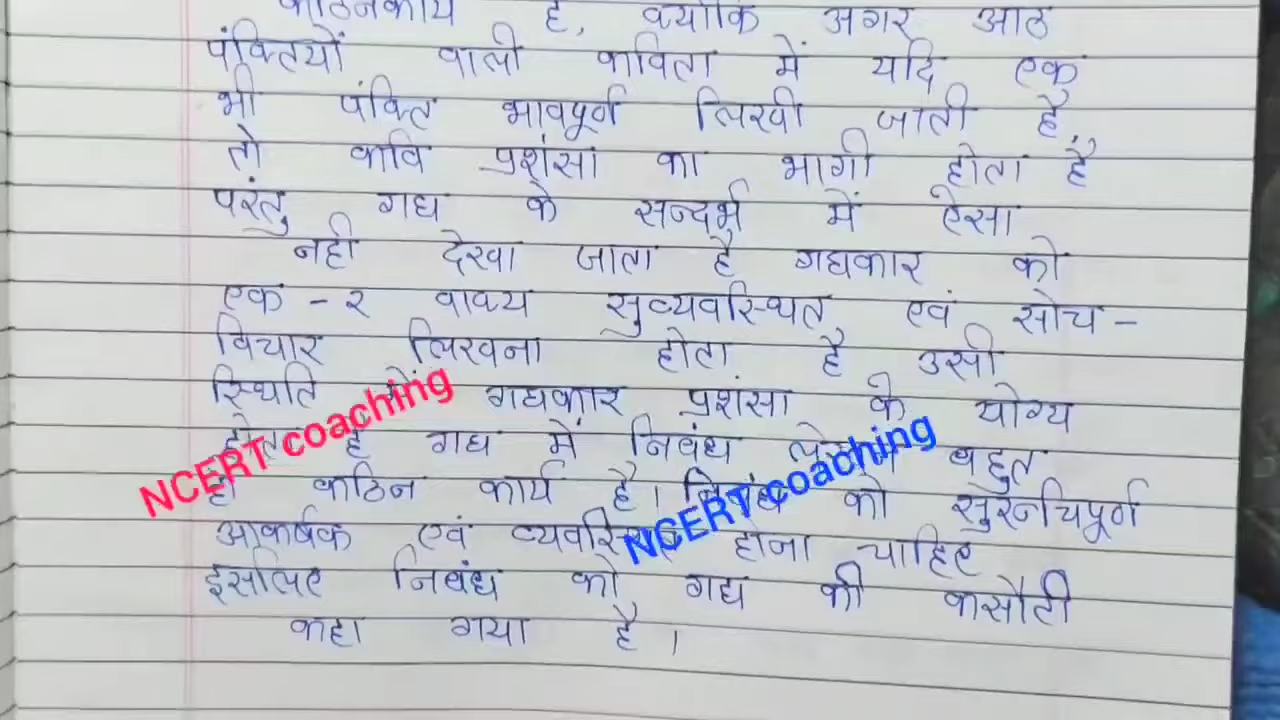 कठिनकार्य है, क्योंकि अगर आठ
पंक्तियों वाली कविता में यदि एक
भी पंक्ति भावपूर्ण लिखी जाती है,
तो कवि प्रशंसा का भागी होता है
परंतु गद्य के सन्दर्भ में ऐसा
नही देखा जाता है गद्यकार को
एक - २ वाक्य सुव्यवस्थित एवं सोच -
विचार लिखना होता है उसी
स्थिति में गद्यकार प्रशंसा के योग्य
होता है गद्य में निबंध बहुत
ही कठिन कार्य है। को सुरूचिपूर्ण
आकर्षक एवं होना चाहिए
इसलिए निबंध को गद्य की कसौटी
कहा गया है।
NCERT coaching
NCERT coaching